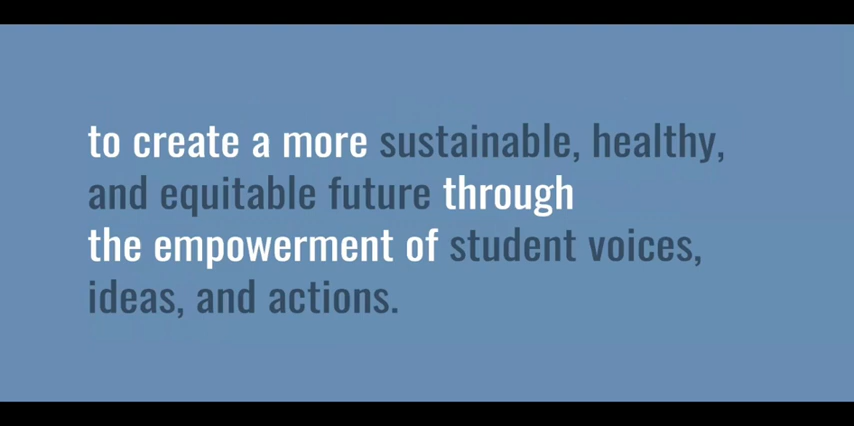 to create a more sustainable, healthy,
and equitable future through
the empowerment of student voices,
ideas, and actions.